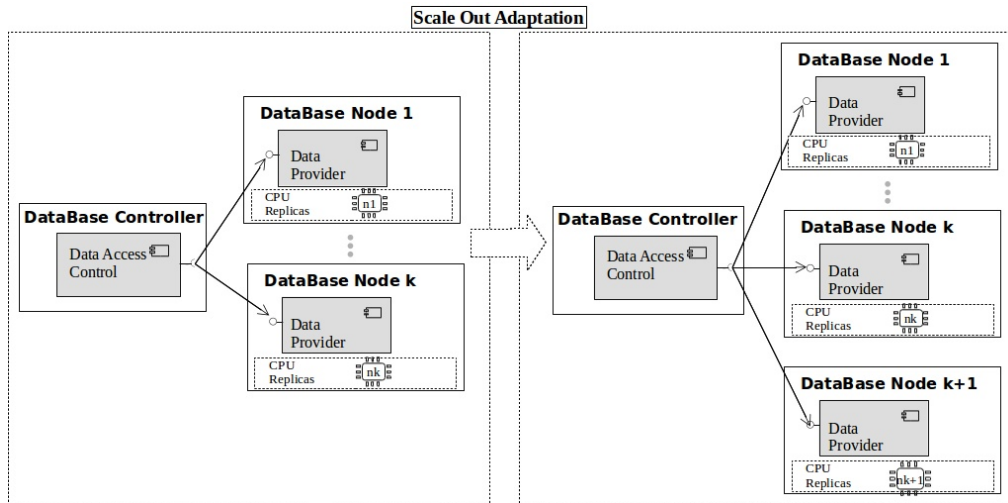 Scale Out Adaptation
DataBase Node 1
Data
Provider
CPU
Replicas
n1
DataBase Controller
Data Access
Control
DataBase Node k
Data
Provider
CPU
Replicas
nk
DataBase Node 1
Data
Provider
CPU
Replicas
n1
DataBase Controller
Data Access
Control
DataBase Node k
Data
Provider
CPU
Replicas
nk
DataBase Node k+1
Data
Provider
CPU
Replicas
nk+1